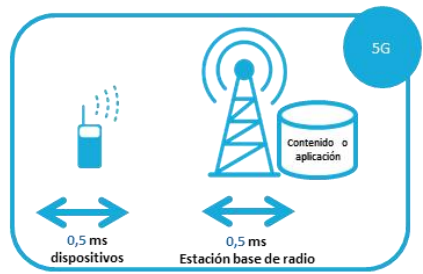 5G
Contenido o
aplicación
0,5 ms
dispositivos
0,5 ms
Estación base de radio